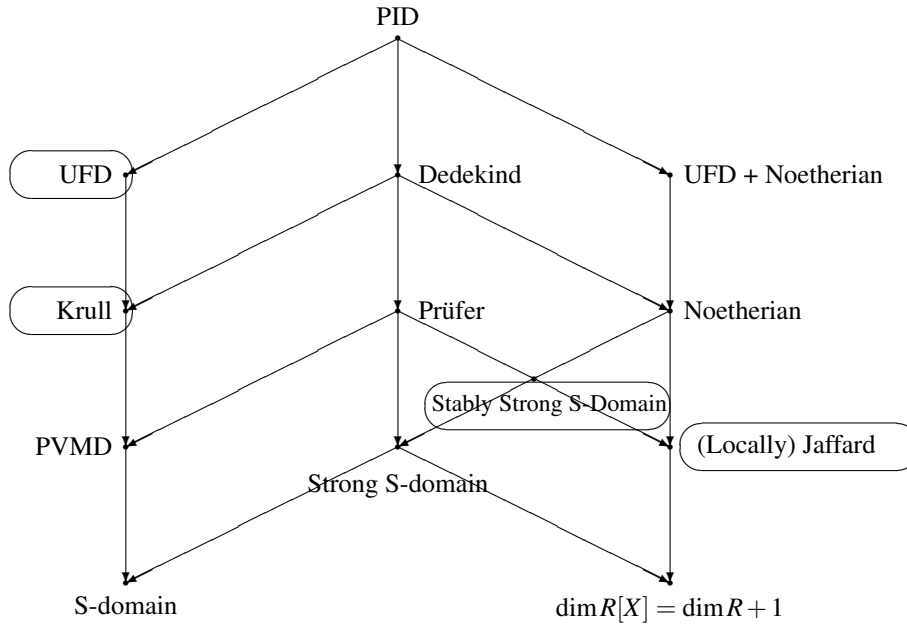 PID
UFD
Dedekind
UFD + Noetherian
Krull
Prüfer
Noetherian
Stably Strong S-Domain
PVMD
(Locally) Jaffard
Strong S-domain
S-domain
dim R[X] = dim R + 1